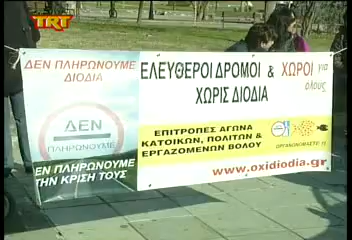 TRT
ΔΕΝ ΠΛΗΡΩΝΟΥΜΕ
ΔΙΟΔΙΑ
ΔΕΝ
ΠΛΗΡΩΝΟΥΜΕ
ΕΝ ΠΛΗΡΩΝΟΥΜΕ
ΤΗΝ ΚΡΙΣΗ ΤΟΥΣ
ΕΛΕΥΘΕΡΟΙ ΔΡΟΜΟΙ & ΧΩΡΟΙ για
όλους
ΧΩΡΙΣ ΔΙΟΔΙΑ
ΕΠΙΤΡΟΠΕΣ ΑΓΩΝΑ
ΚΑΤΟΙΚΩΝ, ΠΟΛΙΤΩΝ &
ΕΡΓΑΖΟΜΕΝΩΝ ΒΟΛΟΥ
www.oxidiodia.gr